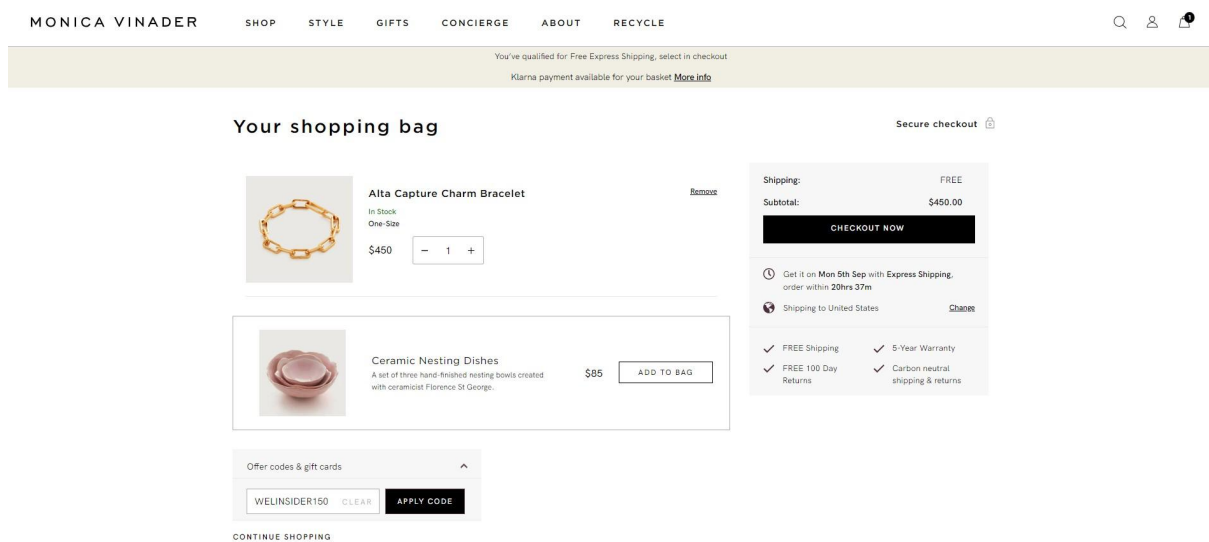 MONICA VINADER
SHOP STYLE GIFTS CONCIERGE ABOUT RECYCLE
1
You've qualified for Free Express Shipping, select in checkout
Klarna payment available for your basket More info
Your shopping bag
Secure checkout
Alta Capture Charm Bracelet
Remove
In Stock
One-Size
$450 − 1 +
Ceramic Nesting Dishes
A set of three hand-finished nesting bowls created
with ceramicist Florence St George.
$85 ADD TO BAG
Offer codes & gift cards
WELINSIDER150 CLEAR APPLY CODE
CONTINUE SHOPPING
Shipping: FREE
Subtotal: $450.00
CHECKOUT NOW
Get it on Mon 5th Sep with Express Shipping,
order within 20hrs 37m
Shipping to United States Change
FREE Shipping
5-Year Warranty
FREE 100 Day
Returns
Carbon neutral
shipping & returns